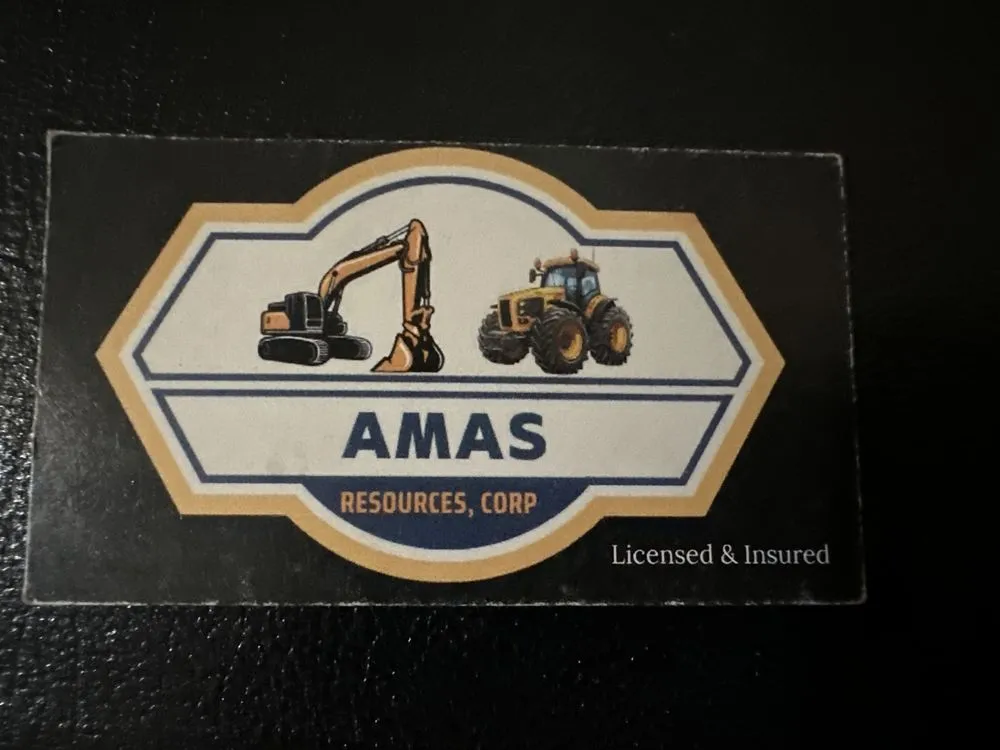 AMAS
RESOURCES, CORP
Licensed & Insured